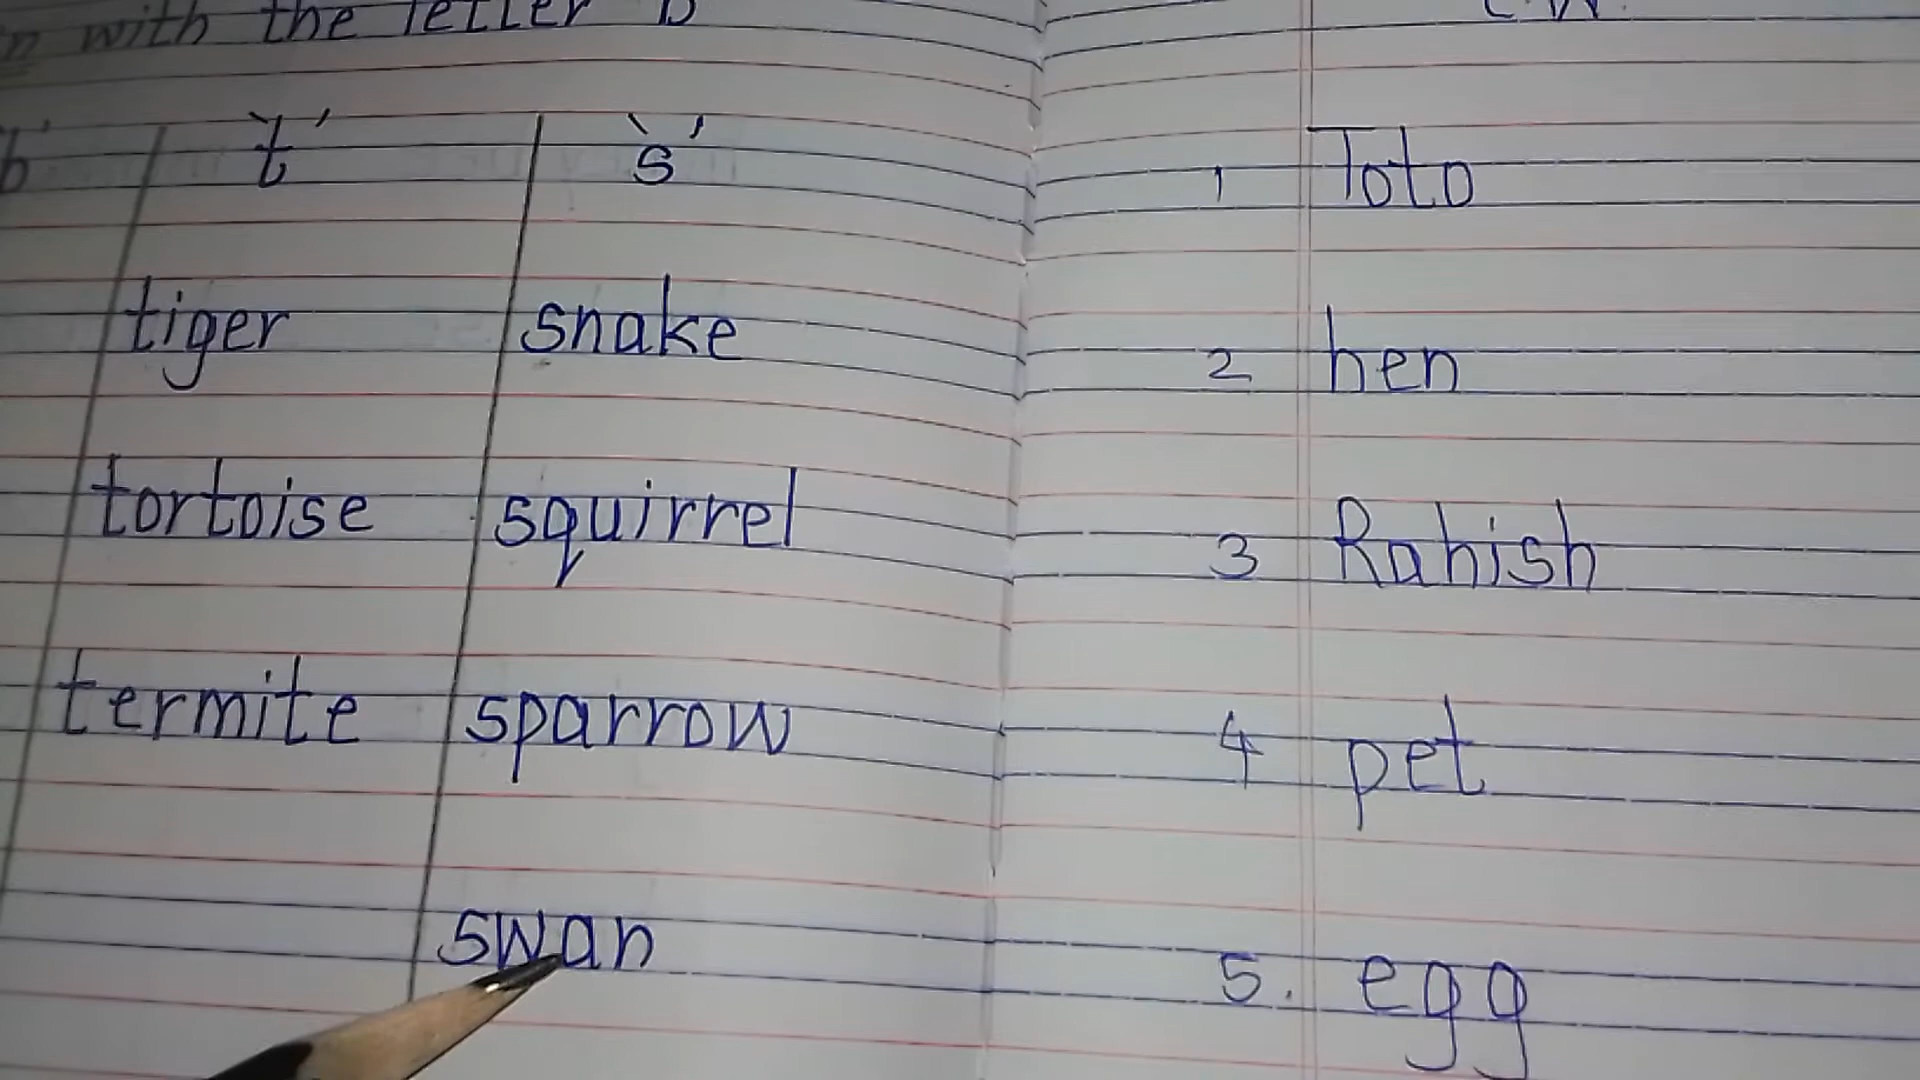 with the letter b
'b' 't' 's'
tiger snake
tortoise squirrel
termite sparrow
swan
C.W.
1 Toto
2 hen
3 Rahish
4 pet
5. egg